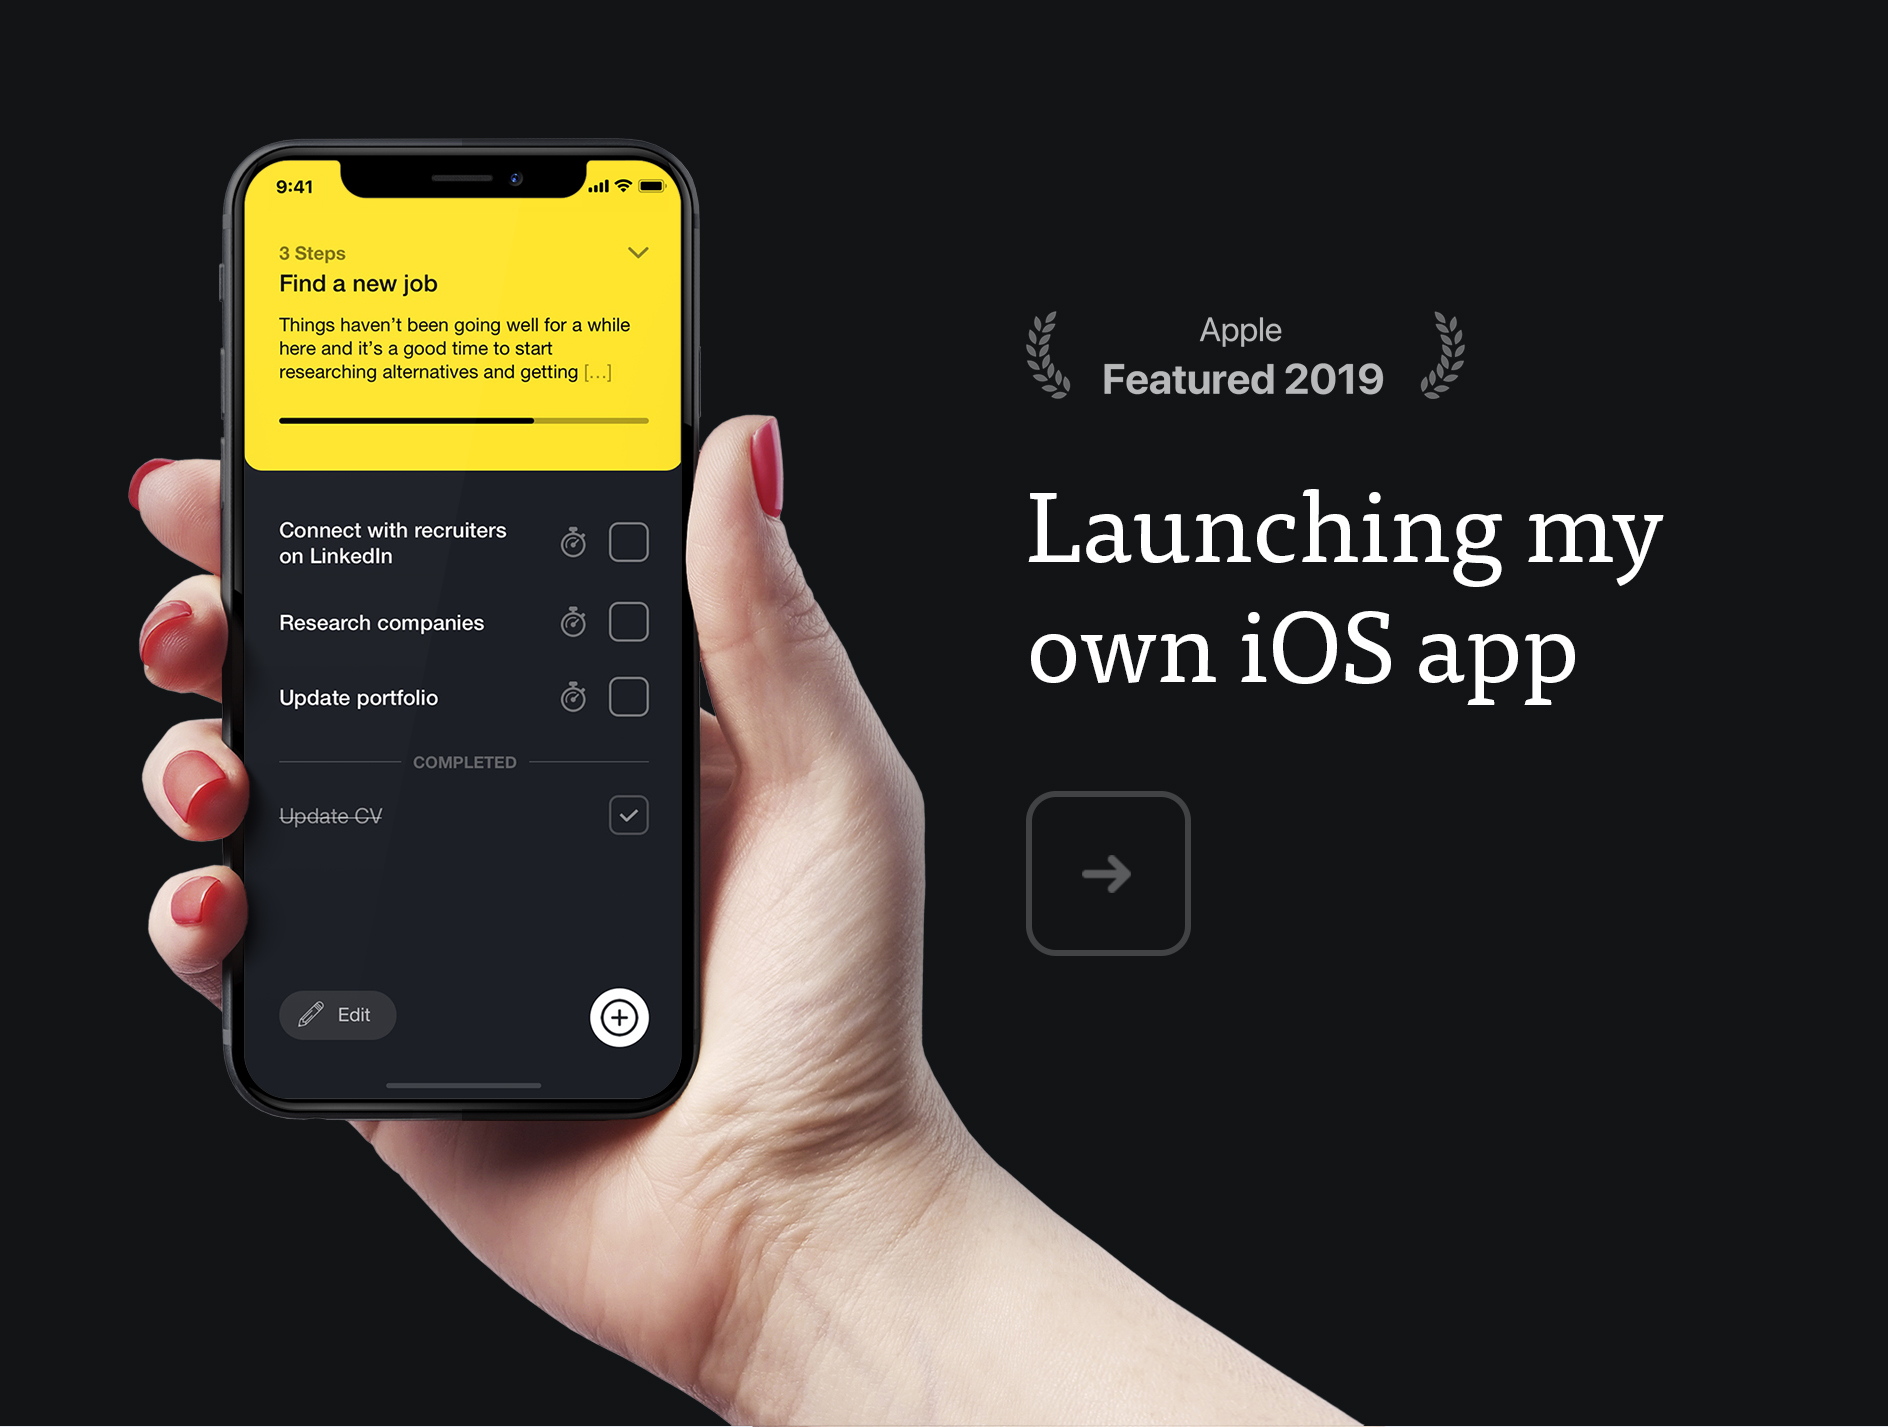 9:41
3 Steps
Find a new job
Things haven’t been going well for a while
here and it’s a good time to start
researching alternatives and getting [...]
Connect with recruiters
on LinkedIn
Research companies
Update portfolio
COMPLETED
Update CV
Edit
Apple
Featured 2019
Launching my
own iOS app